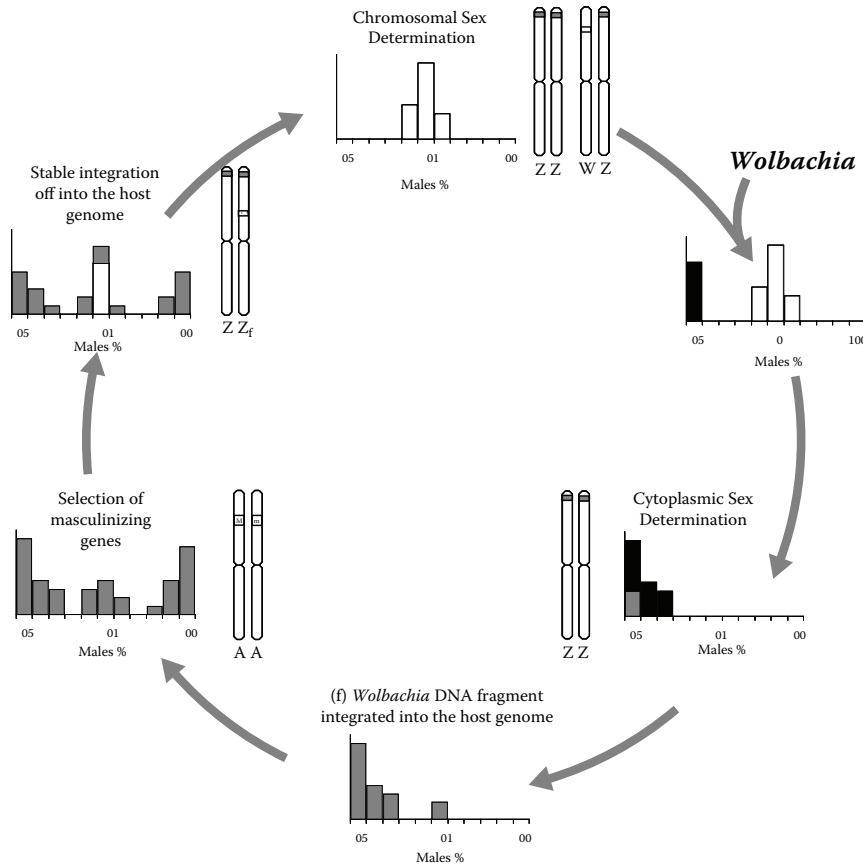 Chromosomal Sex
Determination
05 01 00
Males %
Z Z W Z
Wolbachia
05 0 100
Males %
Cytoplasmic Sex
Determination
05 01 00
Males %
Z Z
(f) Wolbachia DNA fragment
integrated into the host genome
05 01 00
Males %
Selection of
masculinizing
genes
M m
05 01 00
Males %
A A
Stable integration
off into the host
genome
05 01 00
Males %
Z Zf